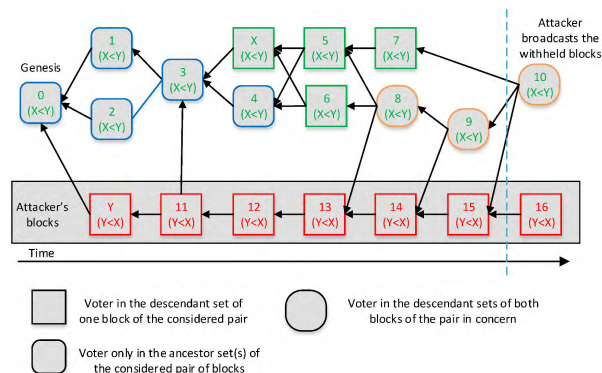 Attacker
broadcasts the
withheld blocks
Genesis
0
(X<Y)
1
(X<Y)
2
(X<Y)
3
(X<Y)
X
(X<Y)
4
(X<Y)
5
(X<Y)
6
(X<Y)
7
(X<Y)
8
(X<Y)
9
(X<Y)
10
(X<Y)
Attacker's
blocks
Y
(Y<X)
11
(Y<X)
12
(Y<X)
13
(Y<X)
14
(Y<X)
15
(Y<X)
16
(Y<X)
Time
Voter in the descendant set of
one block of the considered pair
Voter in the descendant sets of both
blocks of the pair in concern
Voter only in the ancestor set(s) of
the considered pair of blocks